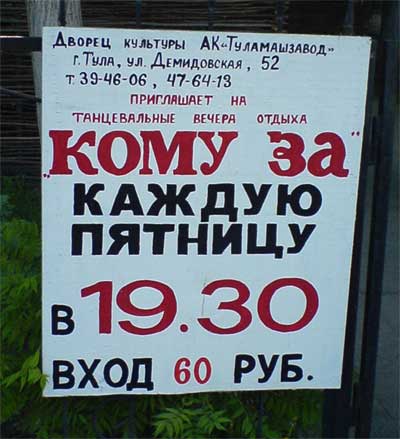 Дворец культуры АК«Туламашзавод»
г. Тула, ул. Демидовская, 52
т. 39-46-06, 47-64-13
ПРИГЛАШАЕТ НА
ТАНЦЕВАЛЬНЫЕ ВЕЧЕРА ОТДЫХА
„КОМУ ЗА"
КАЖДУЮ
ПЯТНИЦУ
В 19.30
ВХОД 60 РУБ.